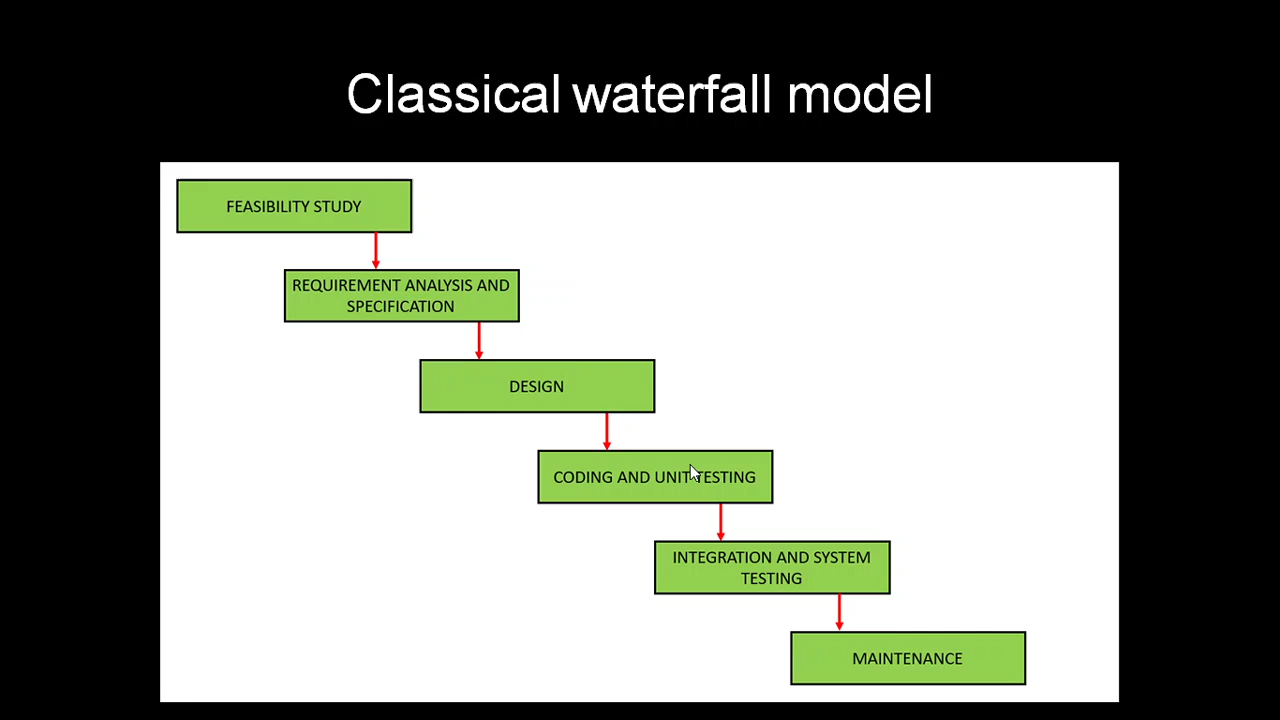 Classical waterfall model
FEASIBILITY STUDY
REQUIREMENT ANALYSIS AND
SPECIFICATION
DESIGN
CODING AND UNIT TESTING
INTEGRATION AND SYSTEM
TESTING
MAINTENANCE